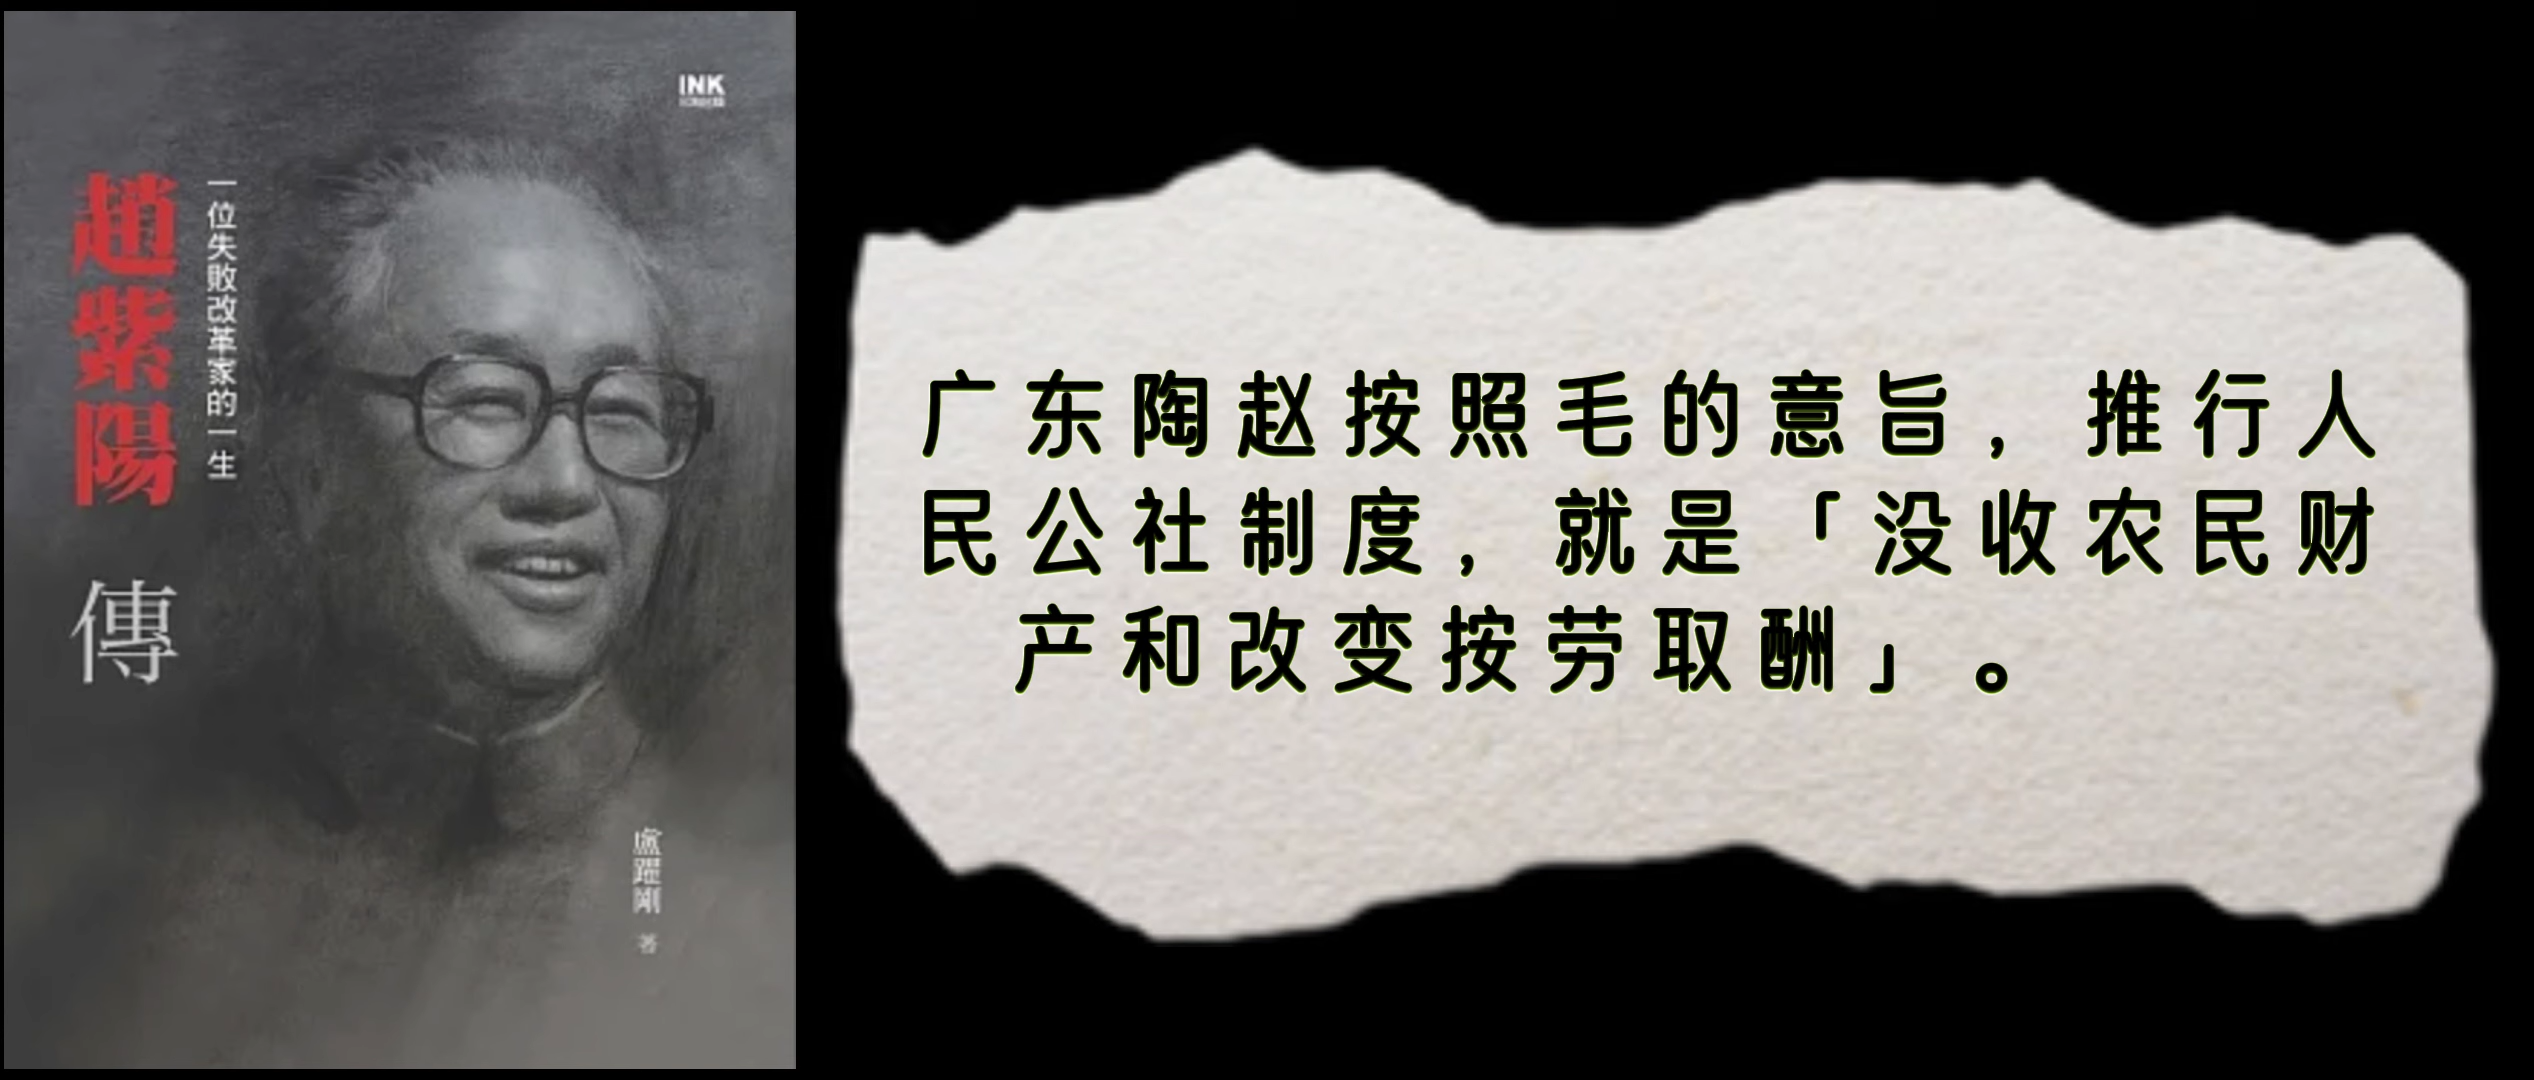 INK
趙紫陽 傳
一位失敗改革家的一生
盧躍剛 著
广东陶赵按照毛的意旨，推行人
民公社制度，就是「没收农民财
产和改变按劳取酬」。